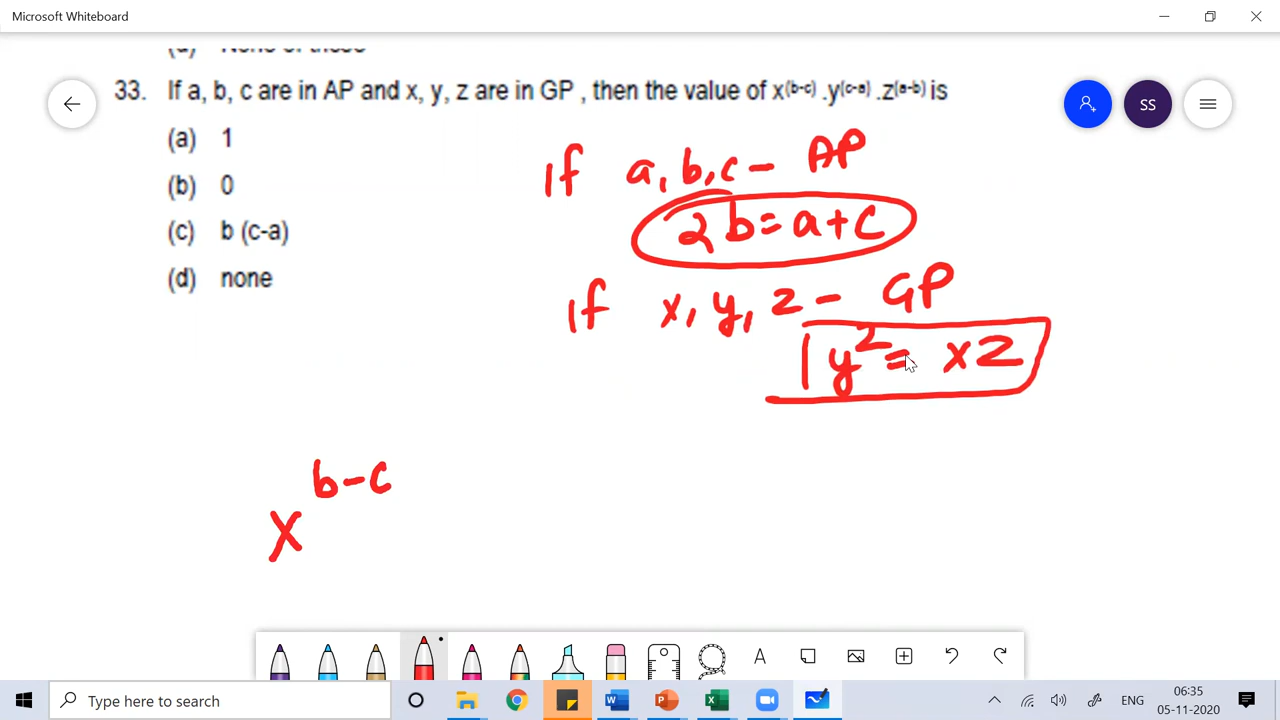 Microsoft Whiteboard
33. If a, b, c are in AP and x, y, z are in GP , then the value of x(b-c) .y(c-a) .z(a-b) is
(a) 1
(b) 0
(c) b (c-a)
(d) none
If a, b, c - AP
2b = a+c
If x, y, z - GP
y² = xz
x^b-c
SS
A
Type here to search
ENG
06:35
05-11-2020